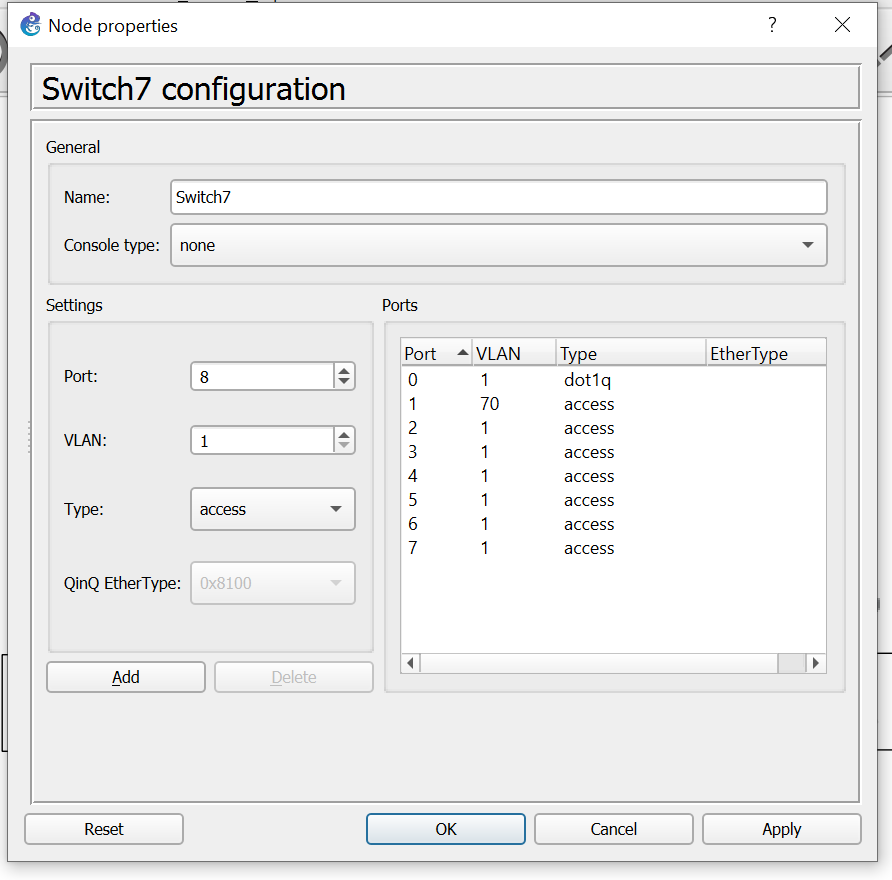 Node properties
?
Switch7 configuration
General
Name: Switch7
Console type: none
Settings
Port: 8
VLAN: 1
Type: access
QinQ EtherType: 0x8100
Add Delete
Ports
Port VLAN Type EtherType
0 1 dot1q
1 70 access
2 1 access
3 1 access
4 1 access
5 1 access
6 1 access
7 1 access
Reset OK Cancel Apply